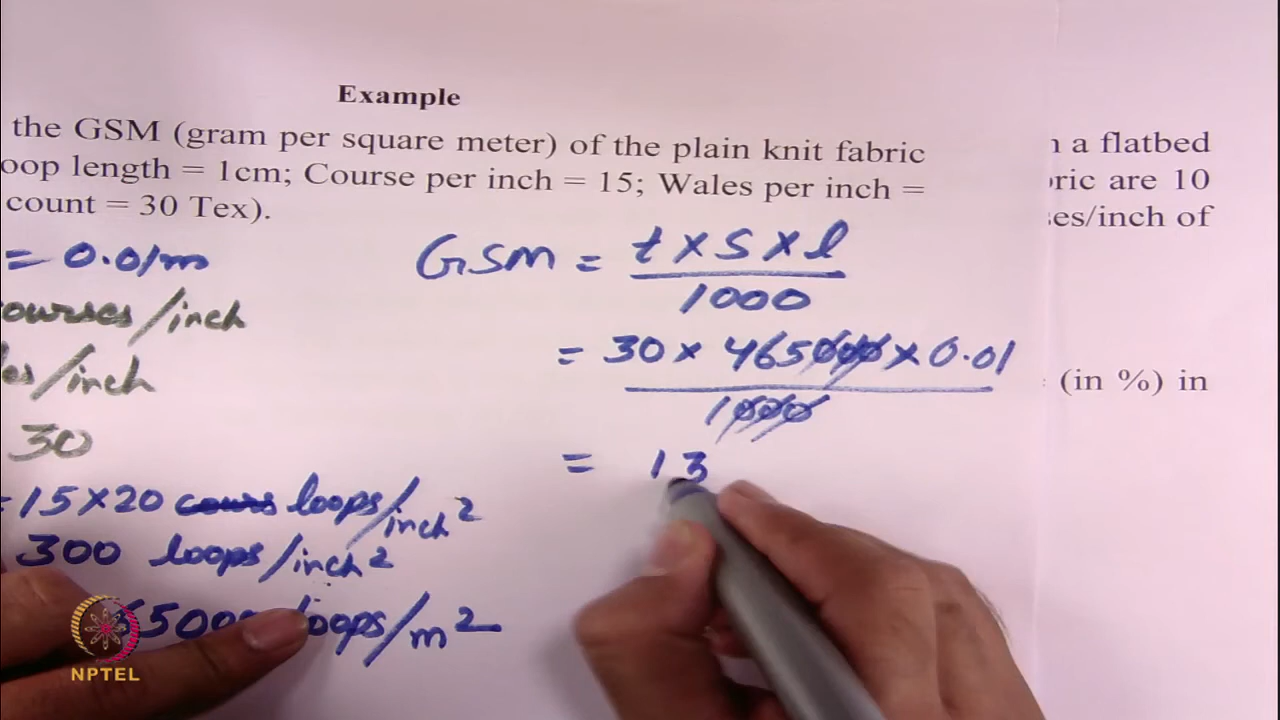 Example
the GSM (gram per square meter) of the plain knit fabric
oop length = 1cm; Course per inch = 15; Wales per inch =
count = 30 Tex).
n a flatbed
ric are 10
es/inch of
(in %) in
= 0.01m
ourses/inch
es/inch
30
= 15×20 loops/inch²
300 loops/inch²
65000 loops/m²
GSM = t×S×l
1000
= 30 × 465000 × 0.01
1000
= 13
NPTEL